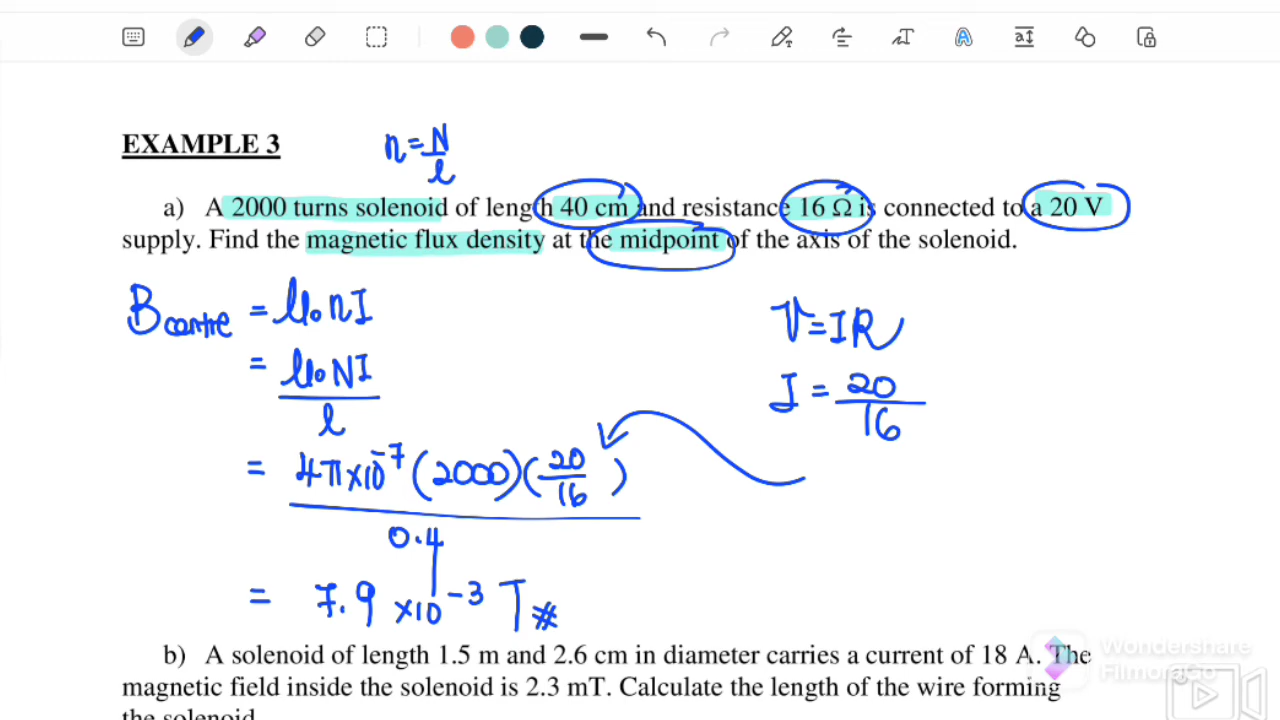 EXAMPLE 3
n = N
l
a) A 2000 turns solenoid of length 40 cm and resistance 16 Ω is connected to a 20 V
supply. Find the magnetic flux density at the midpoint of the axis of the solenoid.
B centre = μ₀nI
= μ₀NI
l
= 4π×10⁻⁷ (2000)(20/16)
0.4
= 7.9 ×10⁻³ T #
V = IR
I = 20
16
b) A solenoid of length 1.5 m and 2.6 cm in diameter carries a current of 18 A. The
magnetic field inside the solenoid is 2.3 mT. Calculate the length of the wire forming
the solenoid.
Wondershare
FilmoraGo